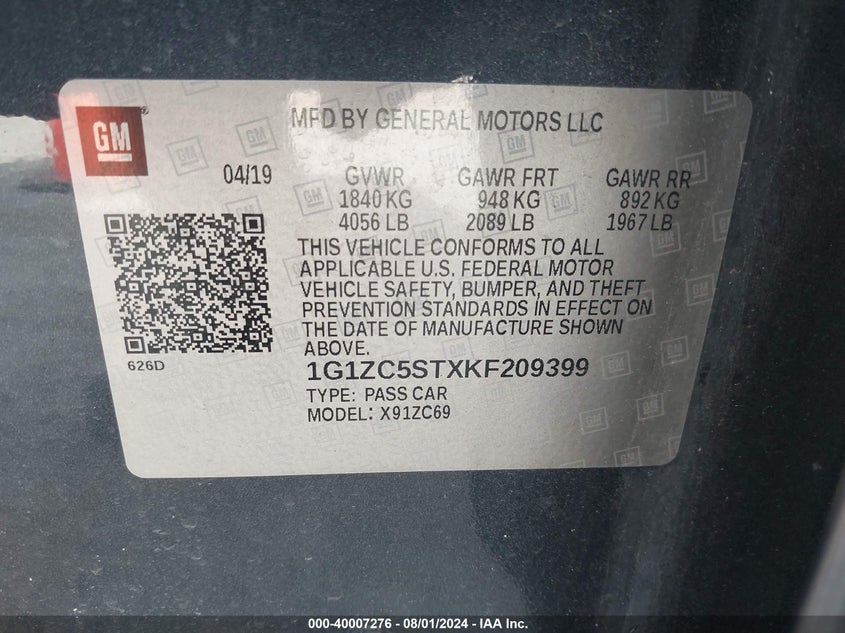 GM
MFD BY GENERAL MOTORS LLC
04/19 GVWR GAWR FRT GAWR RR
1840 KG 948 KG 892 KG
4056 LB 2089 LB 1967 LB
THIS VEHICLE CONFORMS TO ALL
APPLICABLE U.S. FEDERAL MOTOR
VEHICLE SAFETY, BUMPER, AND THEFT
PREVENTION STANDARDS IN EFFECT ON
THE DATE OF MANUFACTURE SHOWN
ABOVE.
626D
1G1ZC5STXKF209399
TYPE: PASS CAR
MODEL: X91ZC69
000-40007276 - 08/01/2024 - IAA Inc.